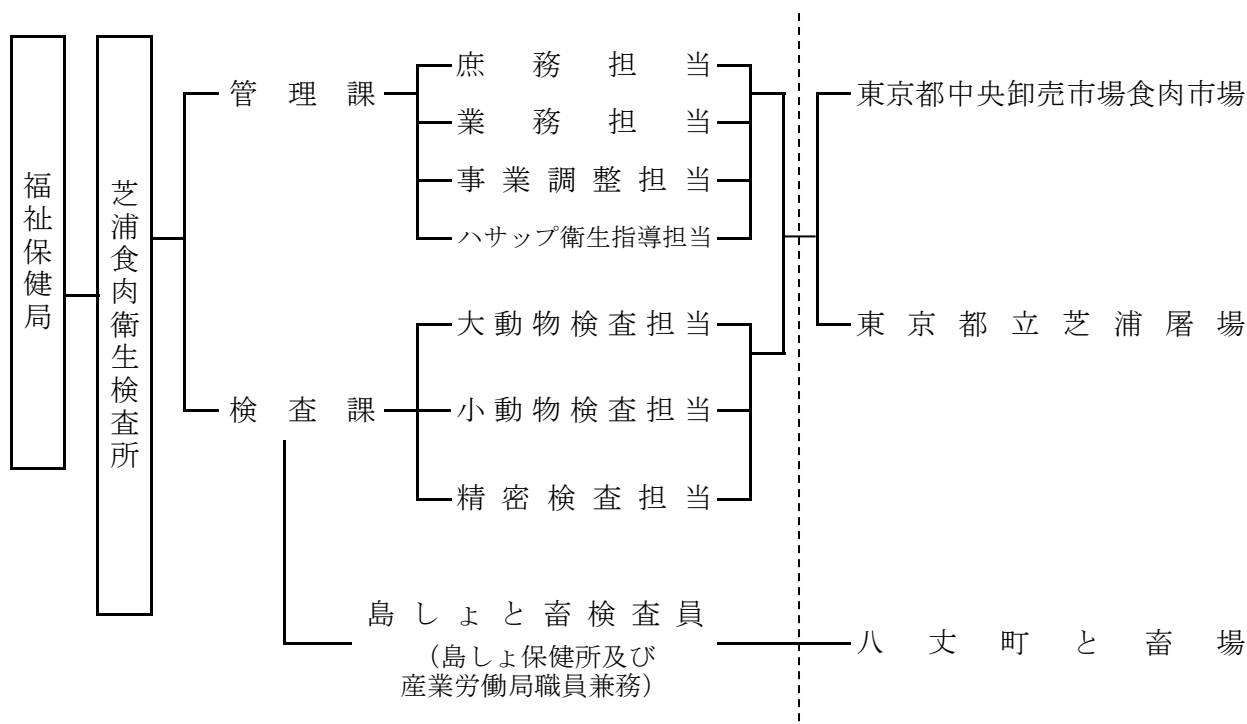 福祉保健局
芝浦食肉衛生検査所
管理課
庶務担当
業務担当
事業調整担当
ハサップ衛生指導担当
検査課
大動物検査担当
小動物検査担当
精密検査担当
島しょと畜検査員
（島しょ保健所及び
産業労働局職員兼務）
東京都中央卸売市場食肉市場
東京都立芝浦屠場
八丈町と畜場